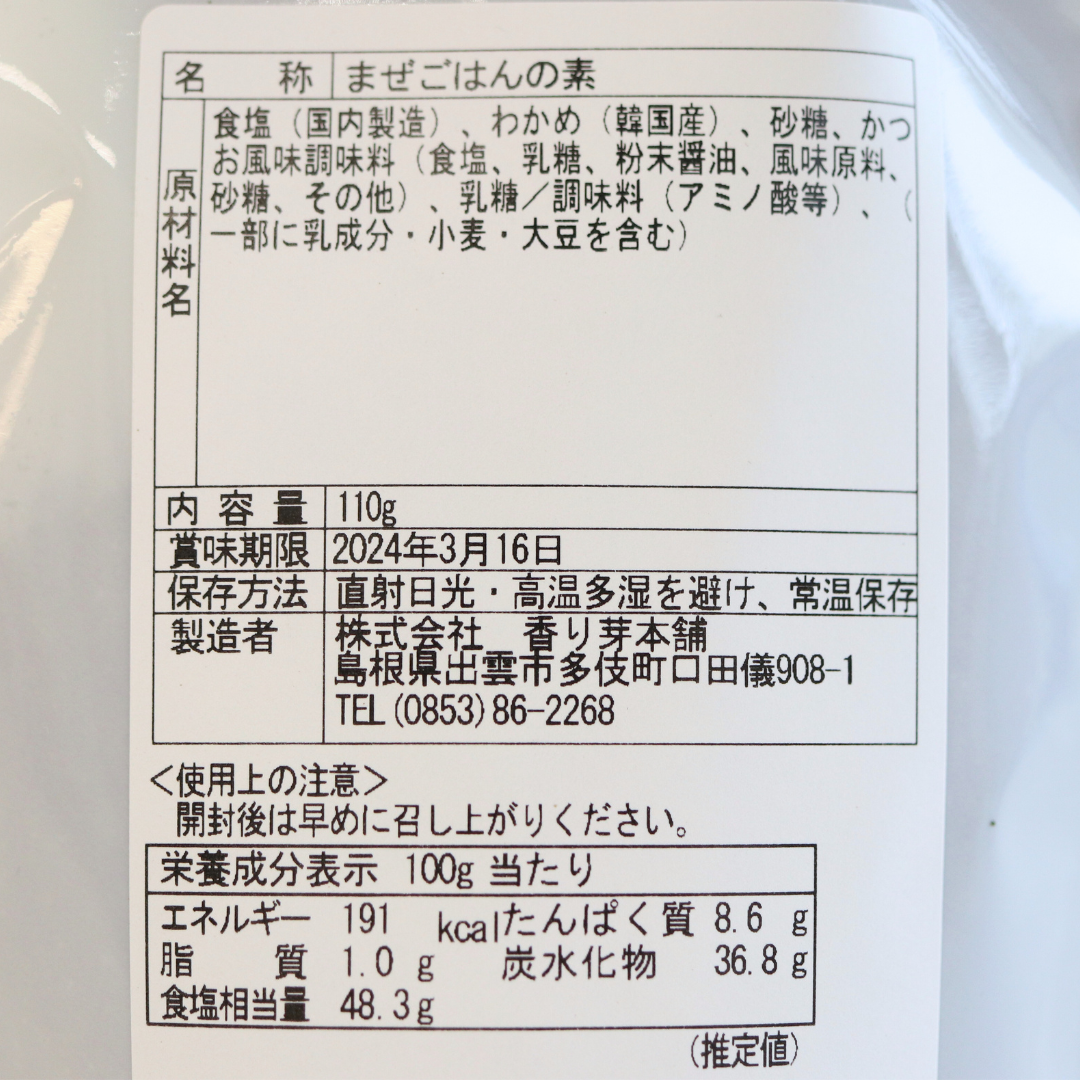 名　称　まぜごはんの素
原材料名
食塩（国内製造）、わかめ（韓国産）、砂糖、かつ
お風味調味料（食塩、乳糖、粉末醤油、風味原料、
砂糖、その他）、乳糖／調味料（アミノ酸等）、（
一部に乳成分・小麦・大豆を含む）
内容量　110g
賞味期限　2024年3月16日
保存方法　直射日光・高温多湿を避け、常温保存
製造者　株式会社　香り芽本舗
島根県出雲市多伎町口田儀908-1
TEL(0853)86-2268
＜使用上の注意＞
開封後は早めに召し上がりください。
栄養成分表示　100g当たり
エネルギー　191　kcal　たんぱく質　8.6 g
脂　質　1.0 g　炭水化物　36.8 g
食塩相当量　48.3g
（推定値）